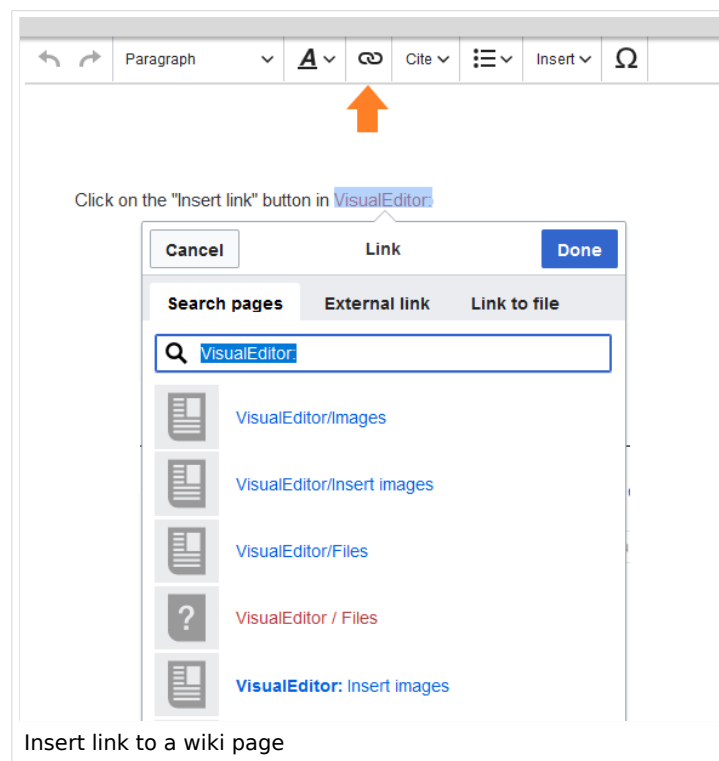 Paragraph A Cite Insert Ω
Click on the "Insert link" button in VisualEditor:
Cancel Link Done
Search pages External link Link to file
VisualEditor:
VisualEditor/Images
VisualEditor/Insert images
VisualEditor/Files
? VisualEditor / Files
VisualEditor: Insert images
Insert link to a wiki page